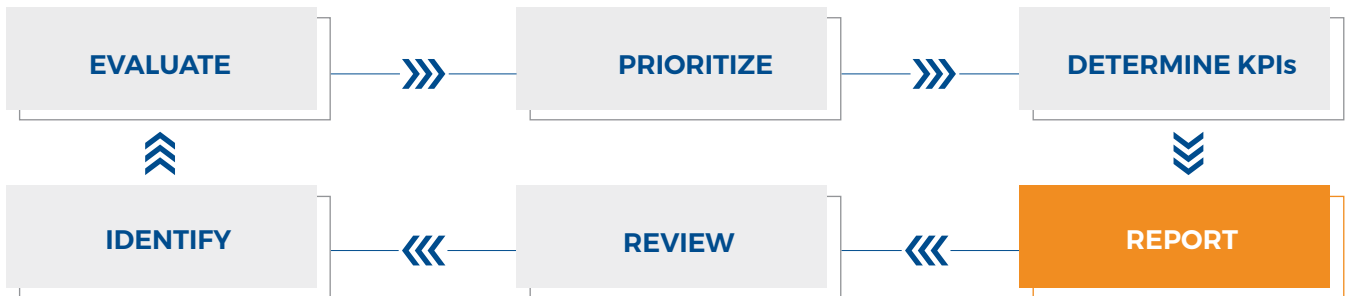 EVALUATE
PRIORITIZE
DETERMINE KPIs
IDENTIFY
REVIEW
REPORT